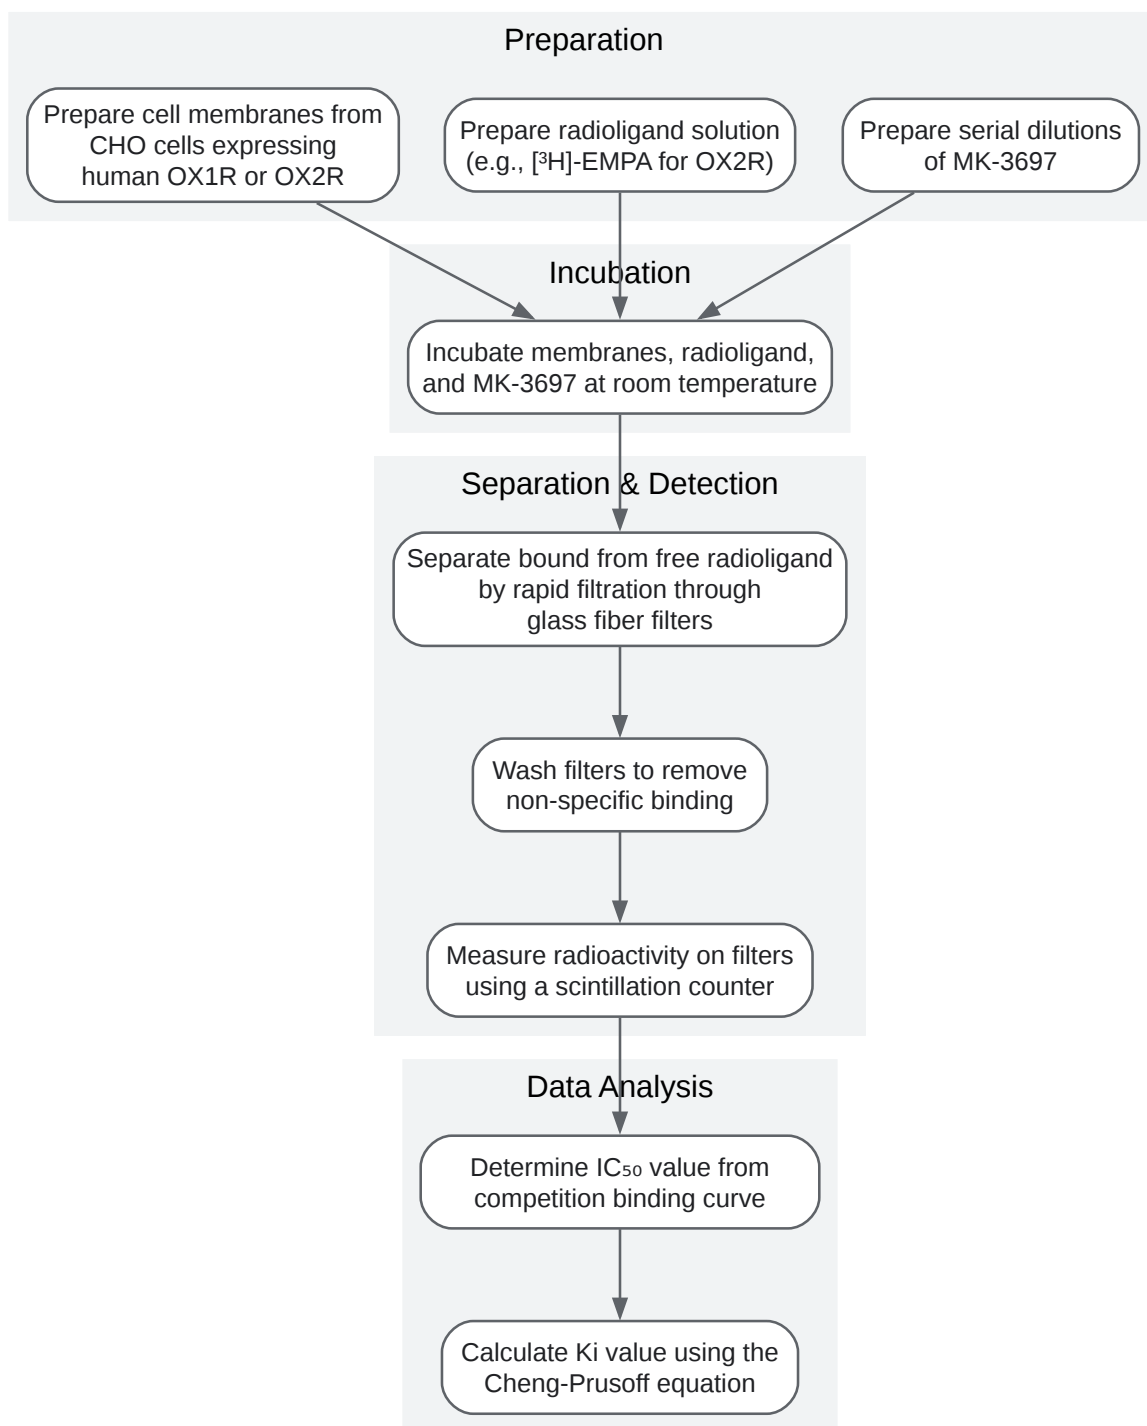 Preparation
Prepare cell membranes from
CHO cells expressing
human OX1R or OX2R
Prepare radioligand solution
(e.g., [³H]-EMPA for OX2R)
Prepare serial dilutions
of MK-3697
Incubation
Incubate membranes, radioligand,
and MK-3697 at room temperature
Separation & Detection
Separate bound from free radioligand
by rapid filtration through
glass fiber filters
Wash filters to remove
non-specific binding
Measure radioactivity on filters
using a scintillation counter
Data Analysis
Determine IC₅₀ value from
competition binding curve
Calculate Ki value using the
Cheng-Prusoff equation